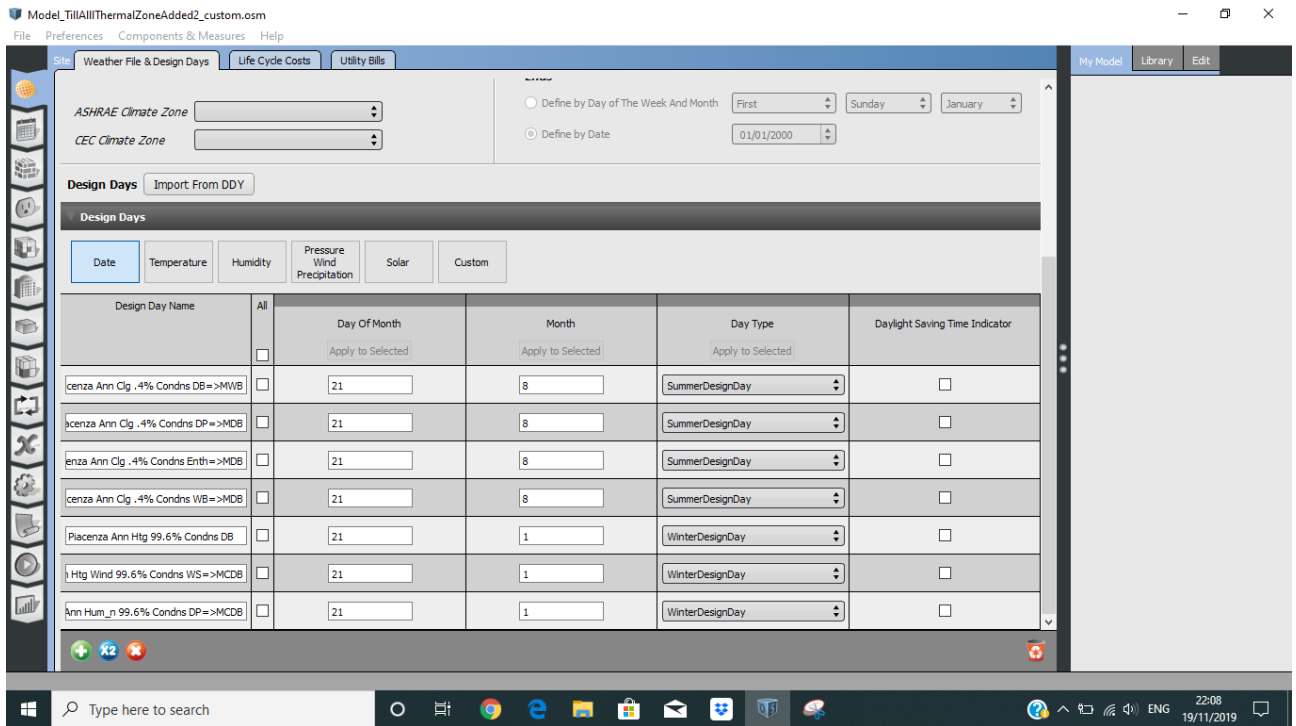 Model_TillAllIThermalZoneAdded2_custom.osm
File Preferences Components & Measures Help
Site Weather File & Design Days Life Cycle Costs Utility Bills My Model Library Edit
Ends
ASHRAE Climate Zone Define by Day of The Week And Month First Sunday January
CEC Climate Zone Define by Date 01/01/2000
Design Days Import From DDY
Design Days
Date Temperature Humidity Pressure Wind Precipitation Solar Custom
Design Day Name All Day Of Month Month Day Type Daylight Saving Time Indicator
Apply to Selected Apply to Selected Apply to Selected
cenza Ann Clg .4% Condns DB=>MWB 21 8 SummerDesignDay
acenza Ann Clg .4% Condns DP=>MDB 21 8 SummerDesignDay
enza Ann Clg .4% Condns Enth=>MDB 21 8 SummerDesignDay
cenza Ann Clg .4% Condns WB=>MDB 21 8 SummerDesignDay
Piacenza Ann Htg 99.6% Condns DB 21 1 WinterDesignDay
Htg Wind 99.6% Condns WS=>MCDB 21 1 WinterDesignDay
Ann Hum_n 99.6% Condns DP=>MCDB 21 1 WinterDesignDay
X2
Type here to search ENG 22:08
19/11/2019